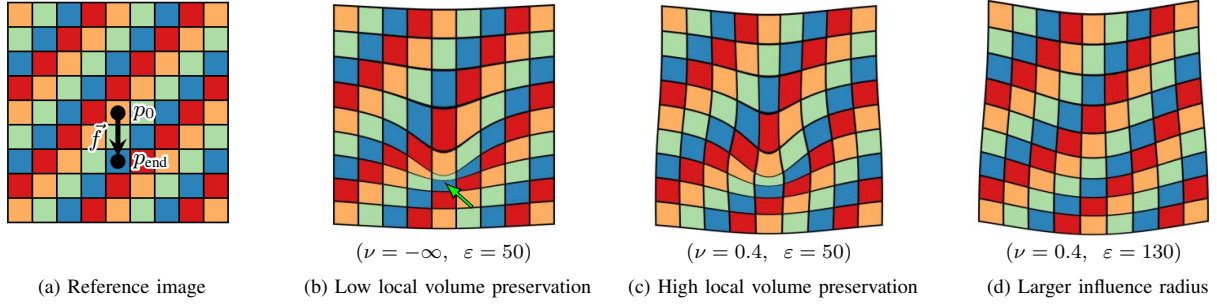 p₀
f⃗
p_end
(ν = −∞, ε = 50)
(ν = 0.4, ε = 50)
(ν = 0.4, ε = 130)
(a) Reference image
(b) Low local volume preservation
(c) High local volume preservation
(d) Larger influence radius